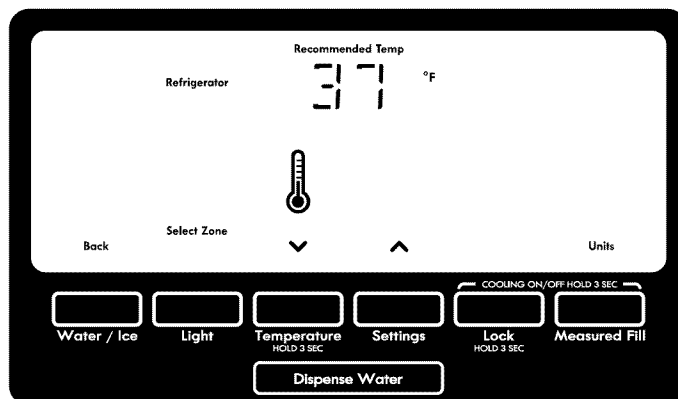 Recommended Temp
Refrigerator 37 °F
Select Zone
Back Units
COOLING ON/OFF HOLD 3 SEC
Water / Ice Light Temperature Settings Lock Measured Fill
HOLD 3 SEC HOLD 3 SEC
Dispense Water